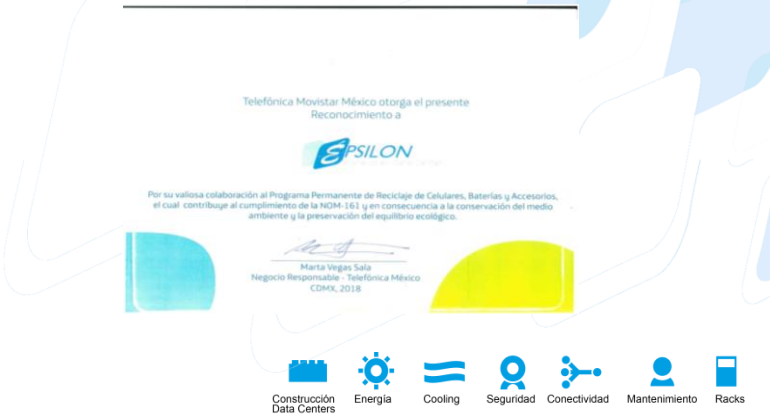 Telefónica Movistar México otorga el presente
Reconocimiento a
ÉPSILON
Por su valiosa colaboración al Programa Permanente de Reciclaje de Celulares, Baterías y Accesorios,
el cual contribuye al cumplimiento de la NOM-161 y en consecuencia a la conservación del medio
ambiente y la preservación del equilibrio ecológico.
Marta Vegas Sala
Negocio Responsable - Telefónica México
CDMX, 2018
Construcción
Data Centers
Energía
Cooling
Seguridad
Conectividad
Mantenimiento
Racks